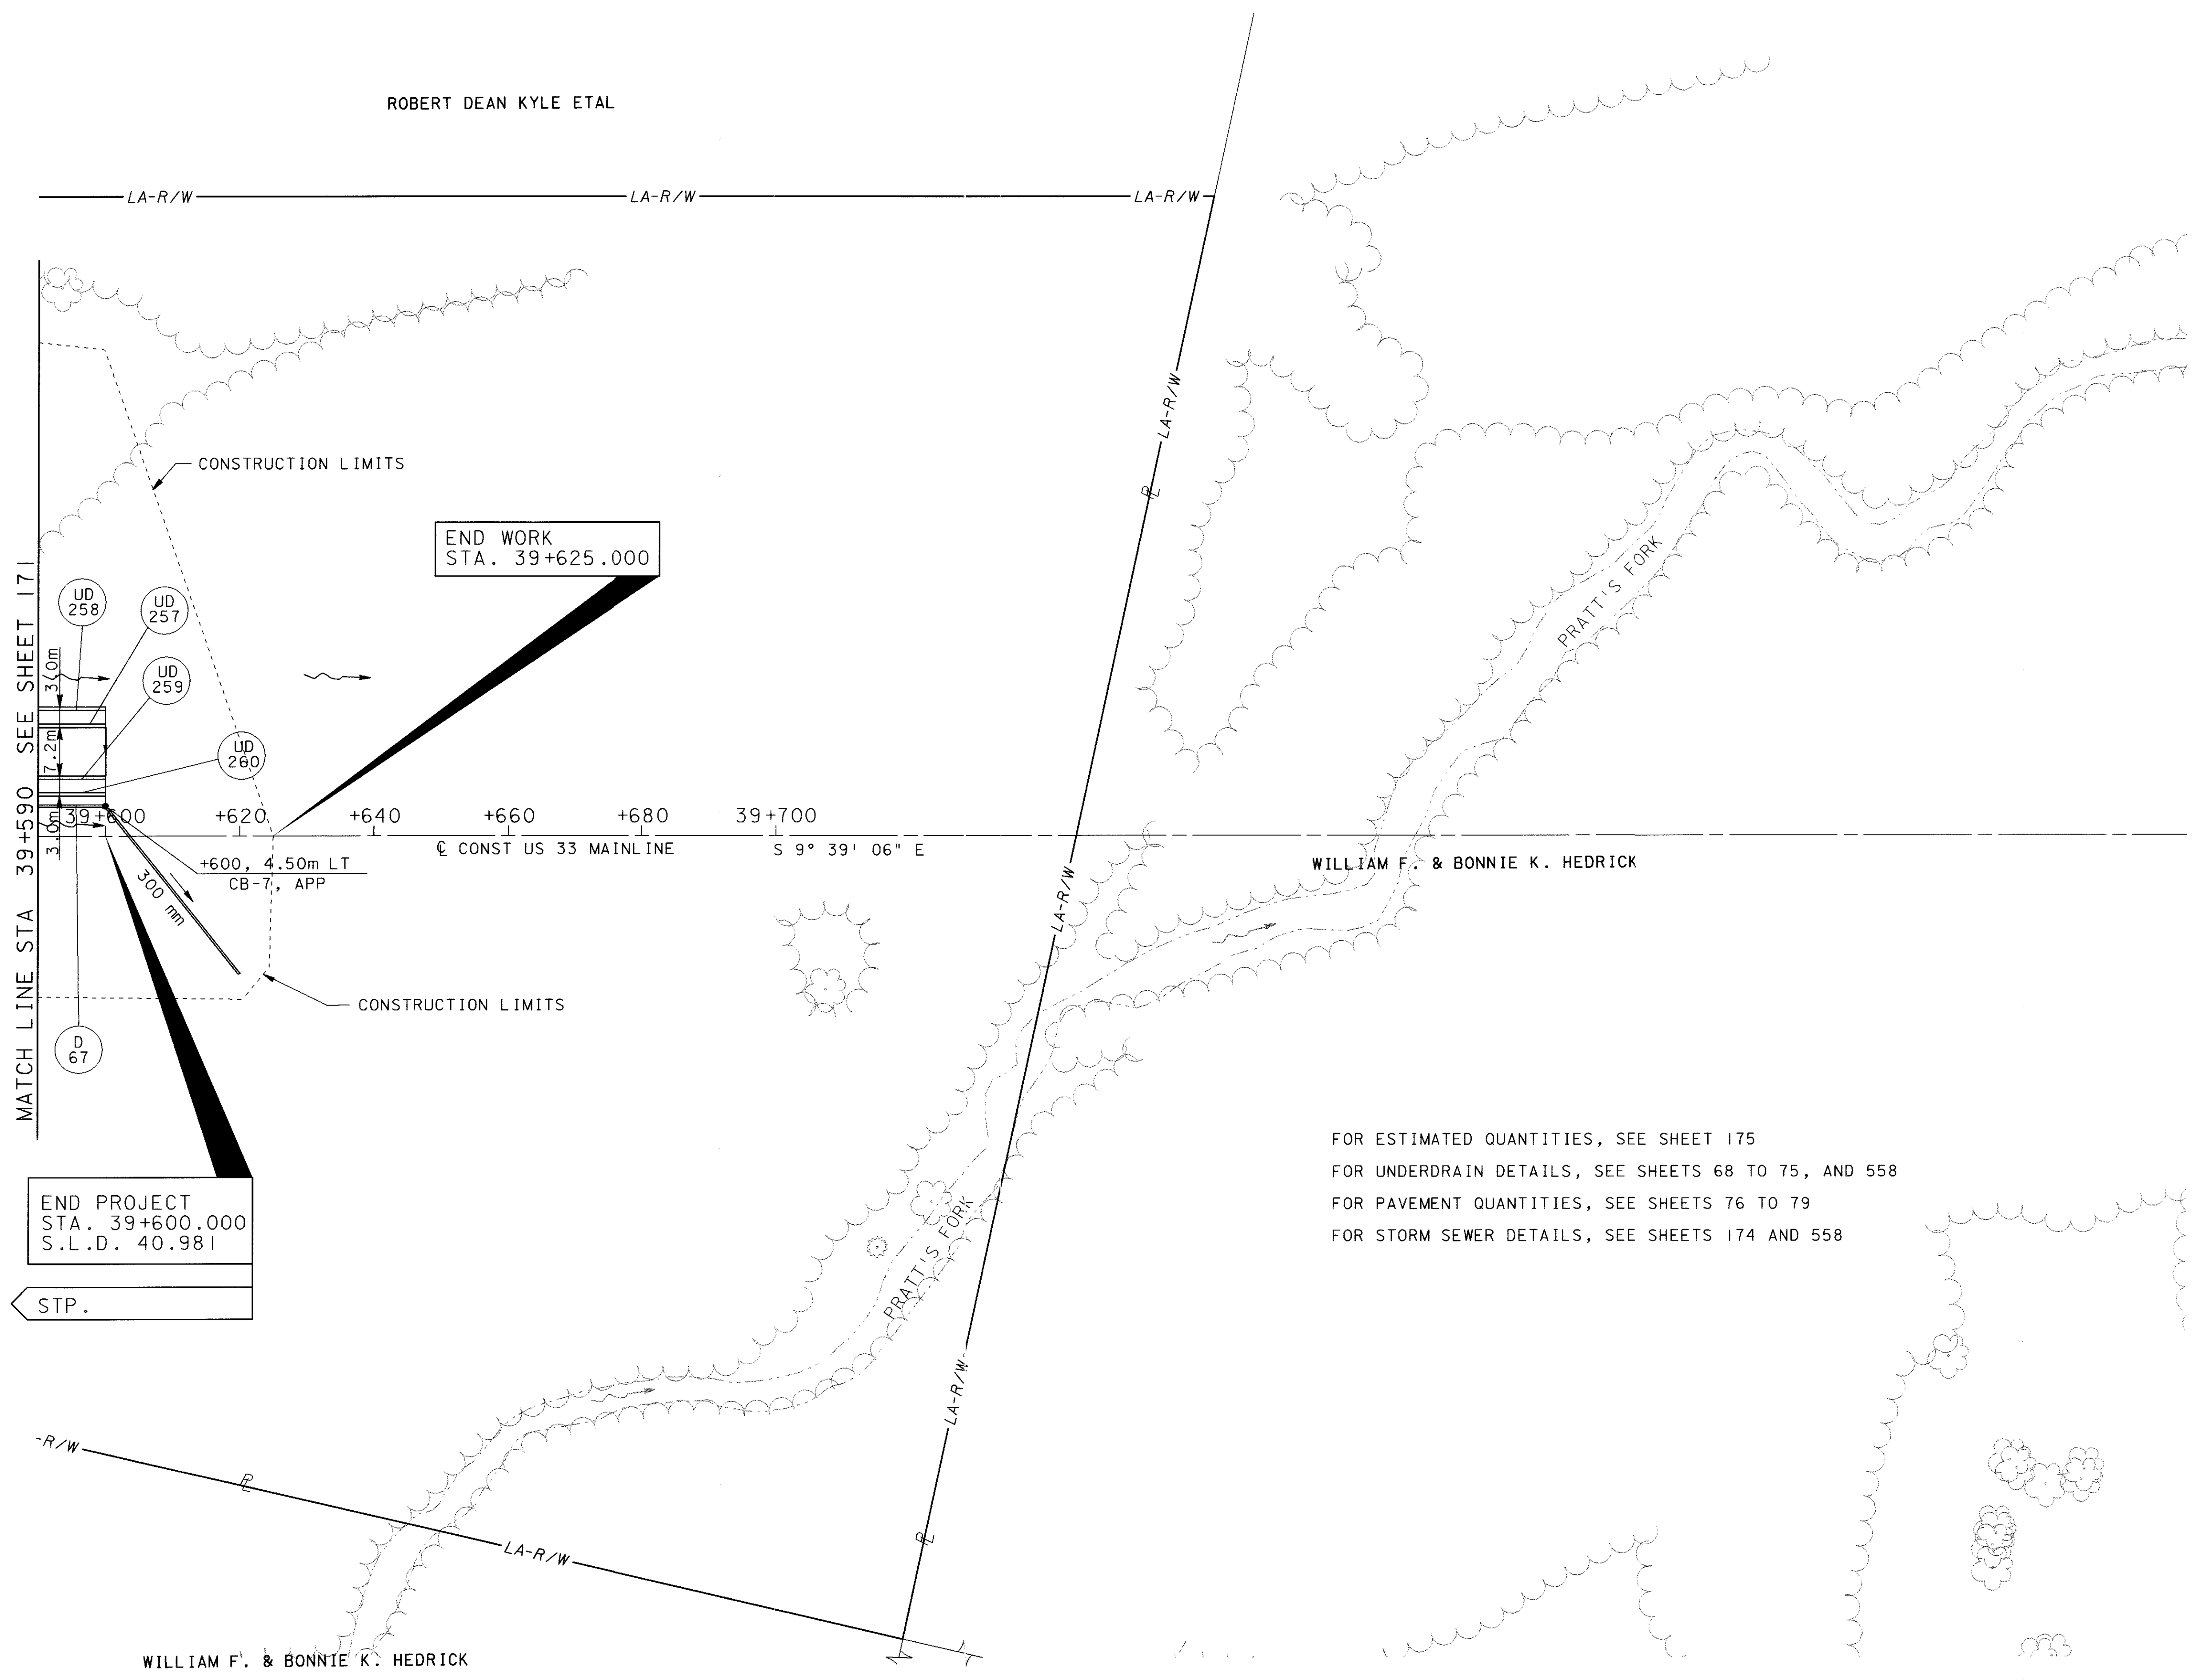 ROBERT DEAN KYLE ETAL
LA-R/W
LA-R/W
LA-R/W
LA-R/W
CONSTRUCTION LIMITS
PL
END WORK
STA. 39+625.000
MATCH LINE STA 39+590 SEE SHEET 171
UD
258
UD
257
UD
259
UD
260
3.0m
7.2m
3.0m
PRATT'S FORK
39+600
+620
+640
+660
+680
39+700
CL CONST US 33 MAINLINE
S 9° 39' 06" E
+600, 4.50m LT
CB-7, APP
300 mm
WILLIAM F. & BONNIE K. HEDRICK
LA-R/W
CONSTRUCTION LIMITS
D
67
END PROJECT
STA. 39+600.000
S.L.D. 40.981
STP.
FOR ESTIMATED QUANTITIES, SEE SHEET 175
FOR UNDERDRAIN DETAILS, SEE SHEETS 68 TO 75, AND 558
FOR PAVEMENT QUANTITIES, SEE SHEETS 76 TO 79
FOR STORM SEWER DETAILS, SEE SHEETS 174 AND 558
PRATT'S FORK
LA-R/W
-R/W
PL
LA-R/W
PL
WILLIAM F. & BONNIE K. HEDRICK